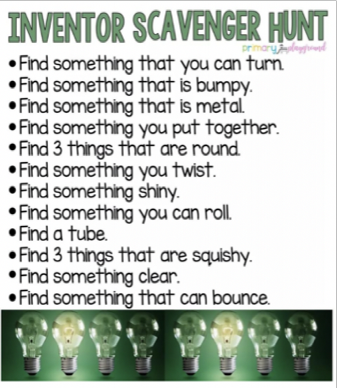 INVENTOR SCAVENGER HUNT
primary playground
• Find something that you can turn.
• Find something that is bumpy.
• Find something that is metal.
• Find something you put together.
• Find 3 things that are round.
• Find something you twist.
• Find something shiny.
• Find something you can roll.
• Find a tube.
• Find 3 things that are squishy.
• Find something clear.
• Find something that can bounce.